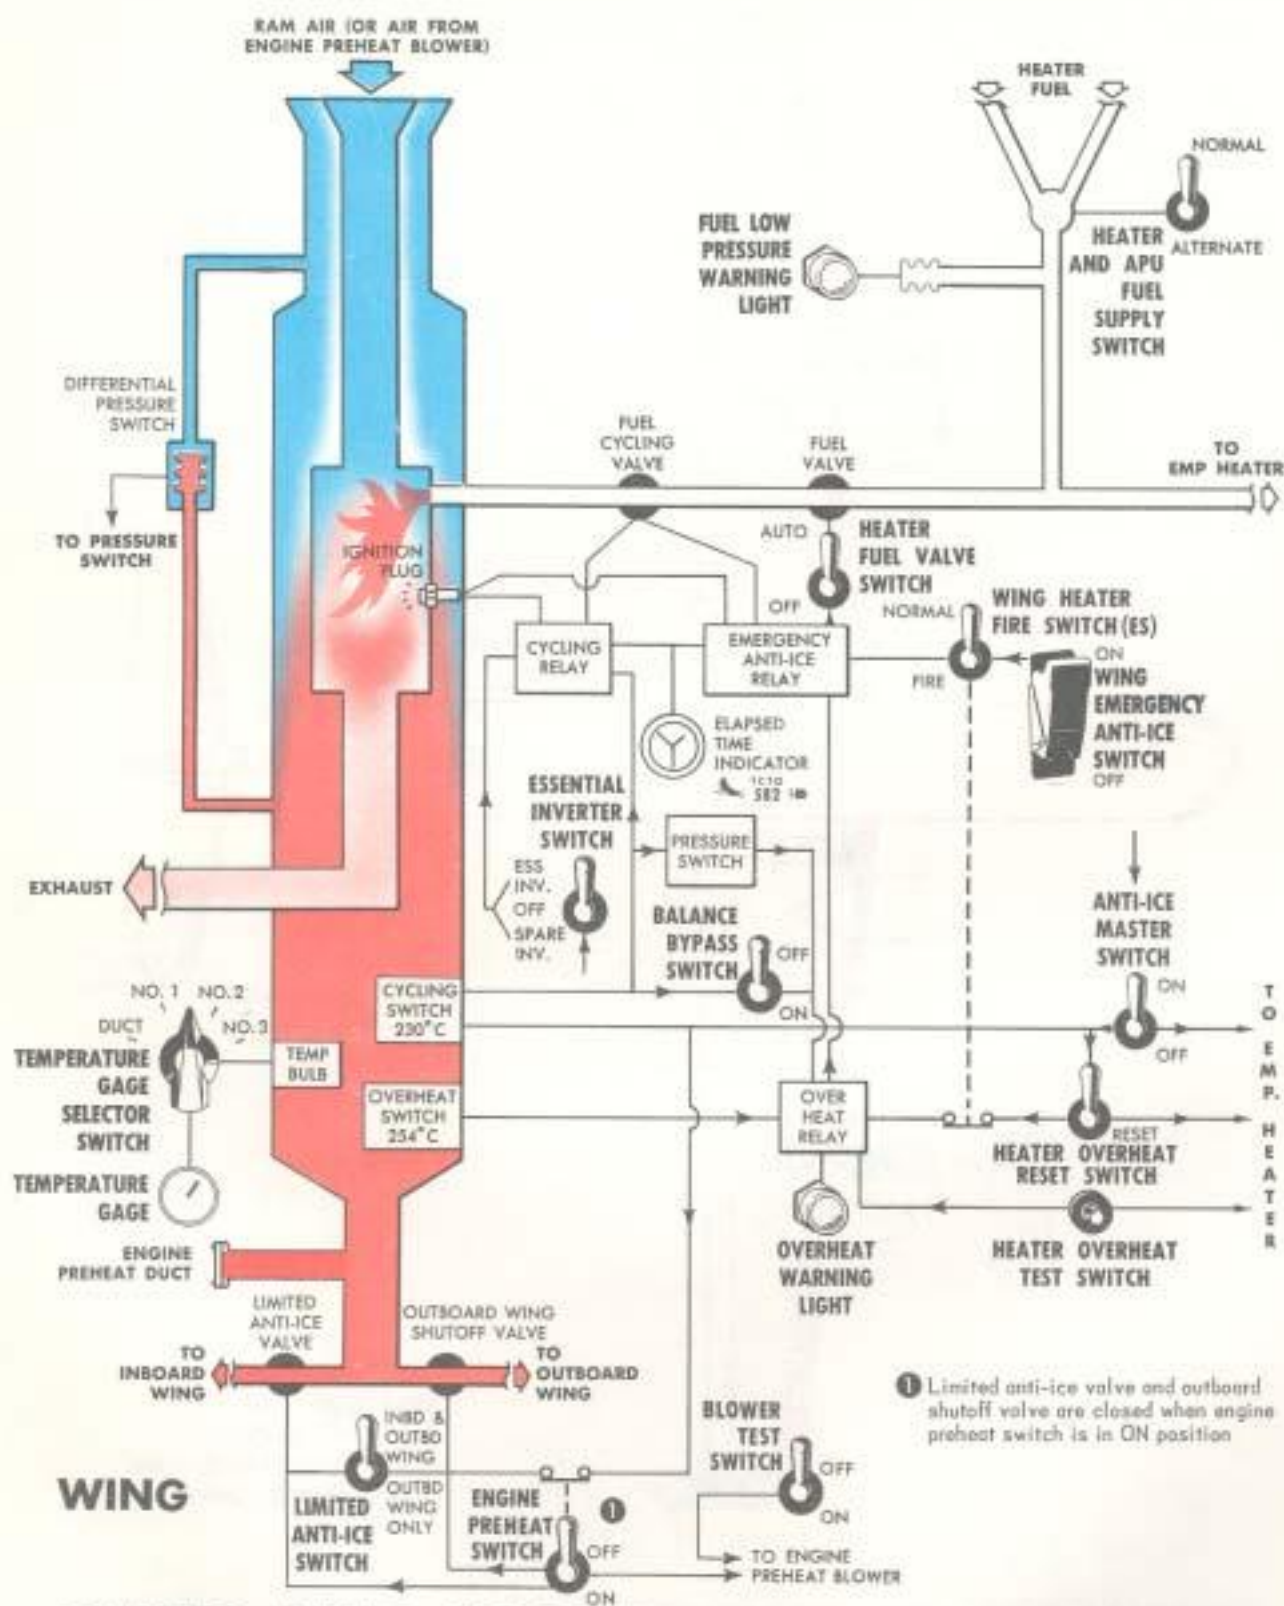 RAM AIR (OR AIR FROM
ENGINE PREHEAT BLOWER)
HEATER
FUEL
NORMAL
ALTERNATE
HEATER
AND APU
FUEL
SUPPLY
SWITCH
FUEL LOW
PRESSURE
WARNING
LIGHT
DIFFERENTIAL
PRESSURE
SWITCH
TO PRESSURE
SWITCH
FUEL
CYCLING
VALVE
FUEL
VALVE
TO
EMP HEATER
AUTO
OFF
HEATER
FUEL VALVE
SWITCH
IGNITION
PLUG
CYCLING
RELAY
EMERGENCY
ANTI-ICE
RELAY
NORMAL
FIRE
WING HEATER
FIRE SWITCH (ES)
ON
WING
EMERGENCY
ANTI-ICE
SWITCH
OFF
ELAPSED
TIME
INDICATOR
1C TO
582
ESSENTIAL
INVERTER
SWITCH
ESS
INV.
OFF
SPARE
INV.
PRESSURE
SWITCH
EXHAUST
BALANCE
BYPASS
SWITCH
OFF
ON
ANTI-ICE
MASTER
SWITCH
ON
OFF
NO. 1
NO. 2
DUCT
NO. 3
TEMPERATURE
GAGE
SELECTOR
SWITCH
TEMP
BULB
CYCLING
SWITCH
230°C
OVERHEAT
SWITCH
254°C
OVER
HEAT
RELAY
RESET
HEATER OVERHEAT
RESET SWITCH
TO EMP. HEATER
TEMPERATURE
GAGE
OVERHEAT
WARNING
LIGHT
HEATER OVERHEAT
TEST SWITCH
ENGINE
PREHEAT DUCT
LIMITED
ANTI-ICE
VALVE
OUTBOARD WING
SHUTOFF VALVE
TO
INBOARD
WING
TO
OUTBOARD
WING
1 Limited anti-ice valve and outboard
shutoff valve are closed when engine
preheat switch is in ON position
BLOWER
TEST
SWITCH
OFF
ON
INBD &
OUTBD
WING
OUTBD
WING
ONLY
LIMITED
ANTI-ICE
SWITCH
ENGINE
PREHEAT
SWITCH
1
OFF
ON
TO ENGINE
PREHEAT BLOWER
WING